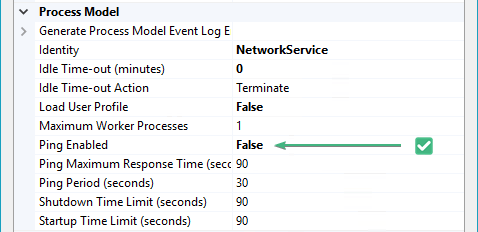 Process Model
Generate Process Model Event Log E
Identity NetworkService
Idle Time-out (minutes) 0
Idle Time-out Action Terminate
Load User Profile False
Maximum Worker Processes 1
Ping Enabled False
Ping Maximum Response Time (secc 90
Ping Period (seconds) 30
Shutdown Time Limit (seconds) 90
Startup Time Limit (seconds) 90